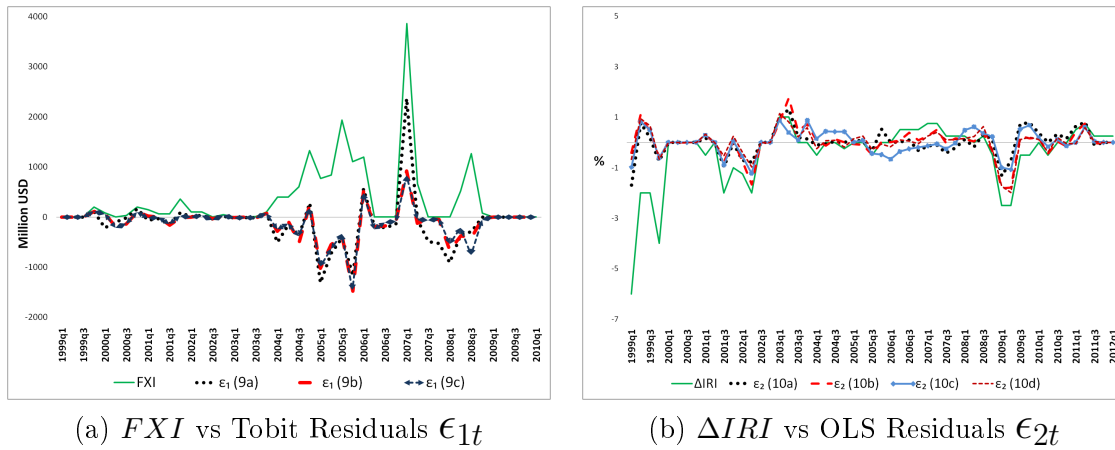 4000
3000
2000
1000
0
-1000
-2000
Million USD
1999q1 1999q3 2000q1 2000q3 2001q1 2001q3 2002q1 2002q3 2003q1 2003q3 2004q1 2004q3 2005q1 2005q3 2006q1 2006q3 2007q1 2007q3 2008q1 2008q3 2009q1 2009q3 2010q1
FXI ε₁ (9a) ε₁ (9b) ε₁ (9c)
(a) FXI vs Tobit Residuals ϵ₁ₜ
5
3
1
-1
-3
-5
-7
%
1999q1 1999q3 2000q1 2000q3 2001q1 2001q3 2002q1 2002q3 2003q1 2003q3 2004q1 2004q3 2005q1 2005q3 2006q1 2006q3 2007q1 2007q3 2008q1 2008q3 2009q1 2009q3 2010q1 2010q3 2011q1 2011q3 2012q1
ΔIRI ε₂ (10a) ε₂ (10b) ε₂ (10c) ε₂ (10d)
(b) ΔIRI vs OLS Residuals ϵ₂ₜ